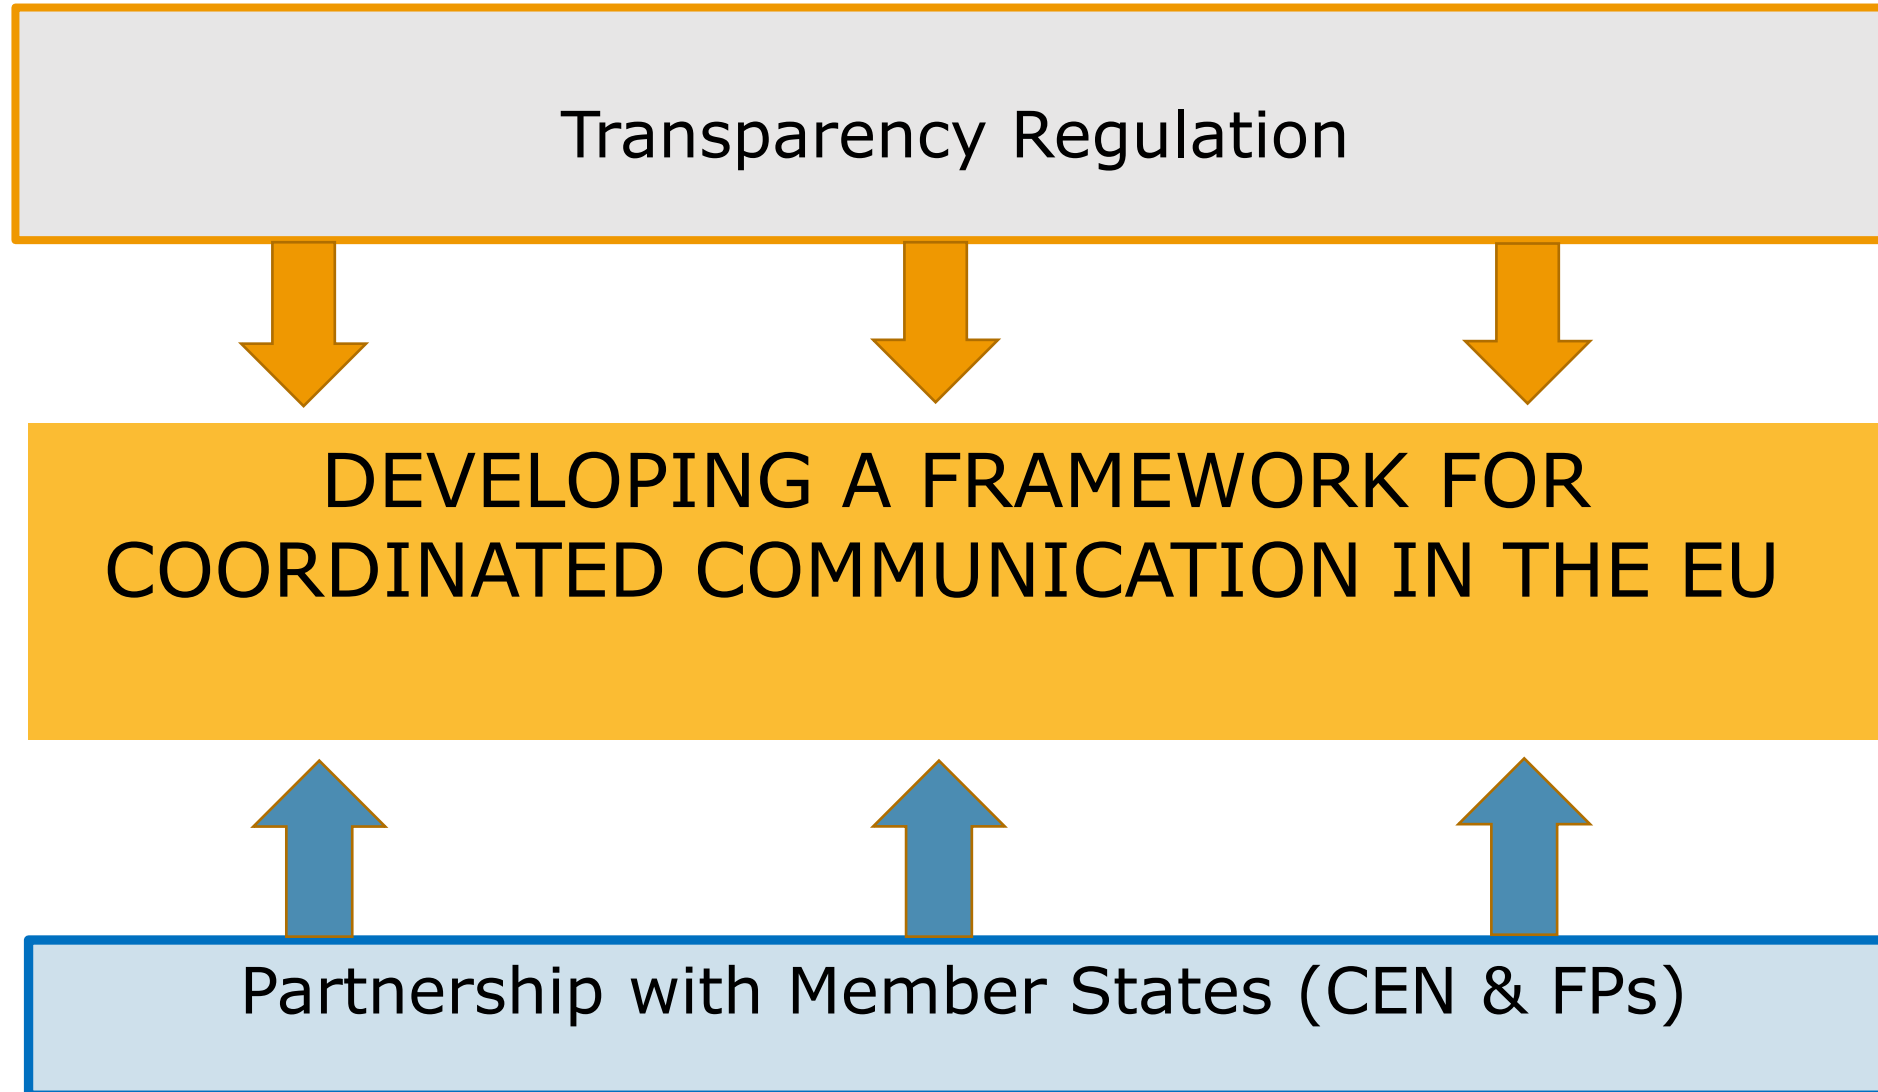 Transparency Regulation
DEVELOPING A FRAMEWORK FOR
COORDINATED COMMUNICATION IN THE EU
Partnership with Member States (CEN & FPs)